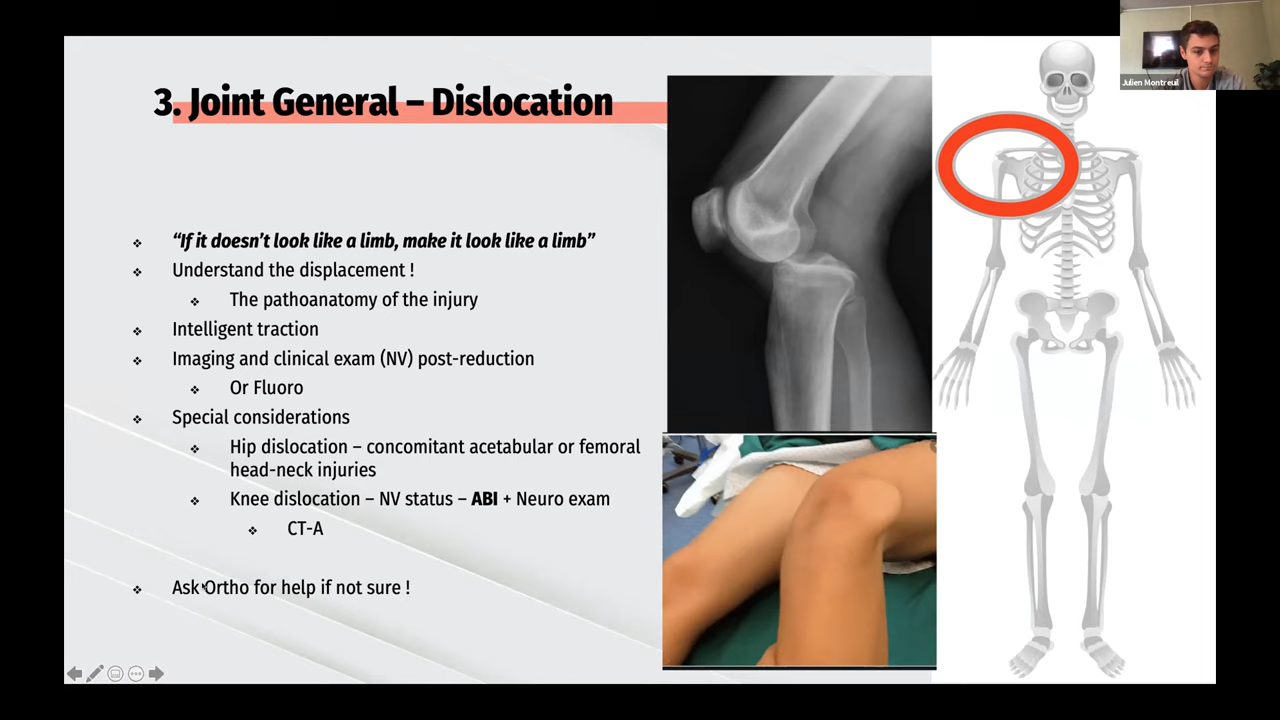 3. Joint General – Dislocation
“If it doesn’t look like a limb, make it look like a limb”
Understand the displacement !
The pathoanatomy of the injury
Intelligent traction
Imaging and clinical exam (NV) post-reduction
Or Fluoro
Special considerations
Hip dislocation – concomitant acetabular or femoral
head-neck injuries
Knee dislocation – NV status – ABI + Neuro exam
CT-A
Ask Ortho for help if not sure !
Julien Montreuil